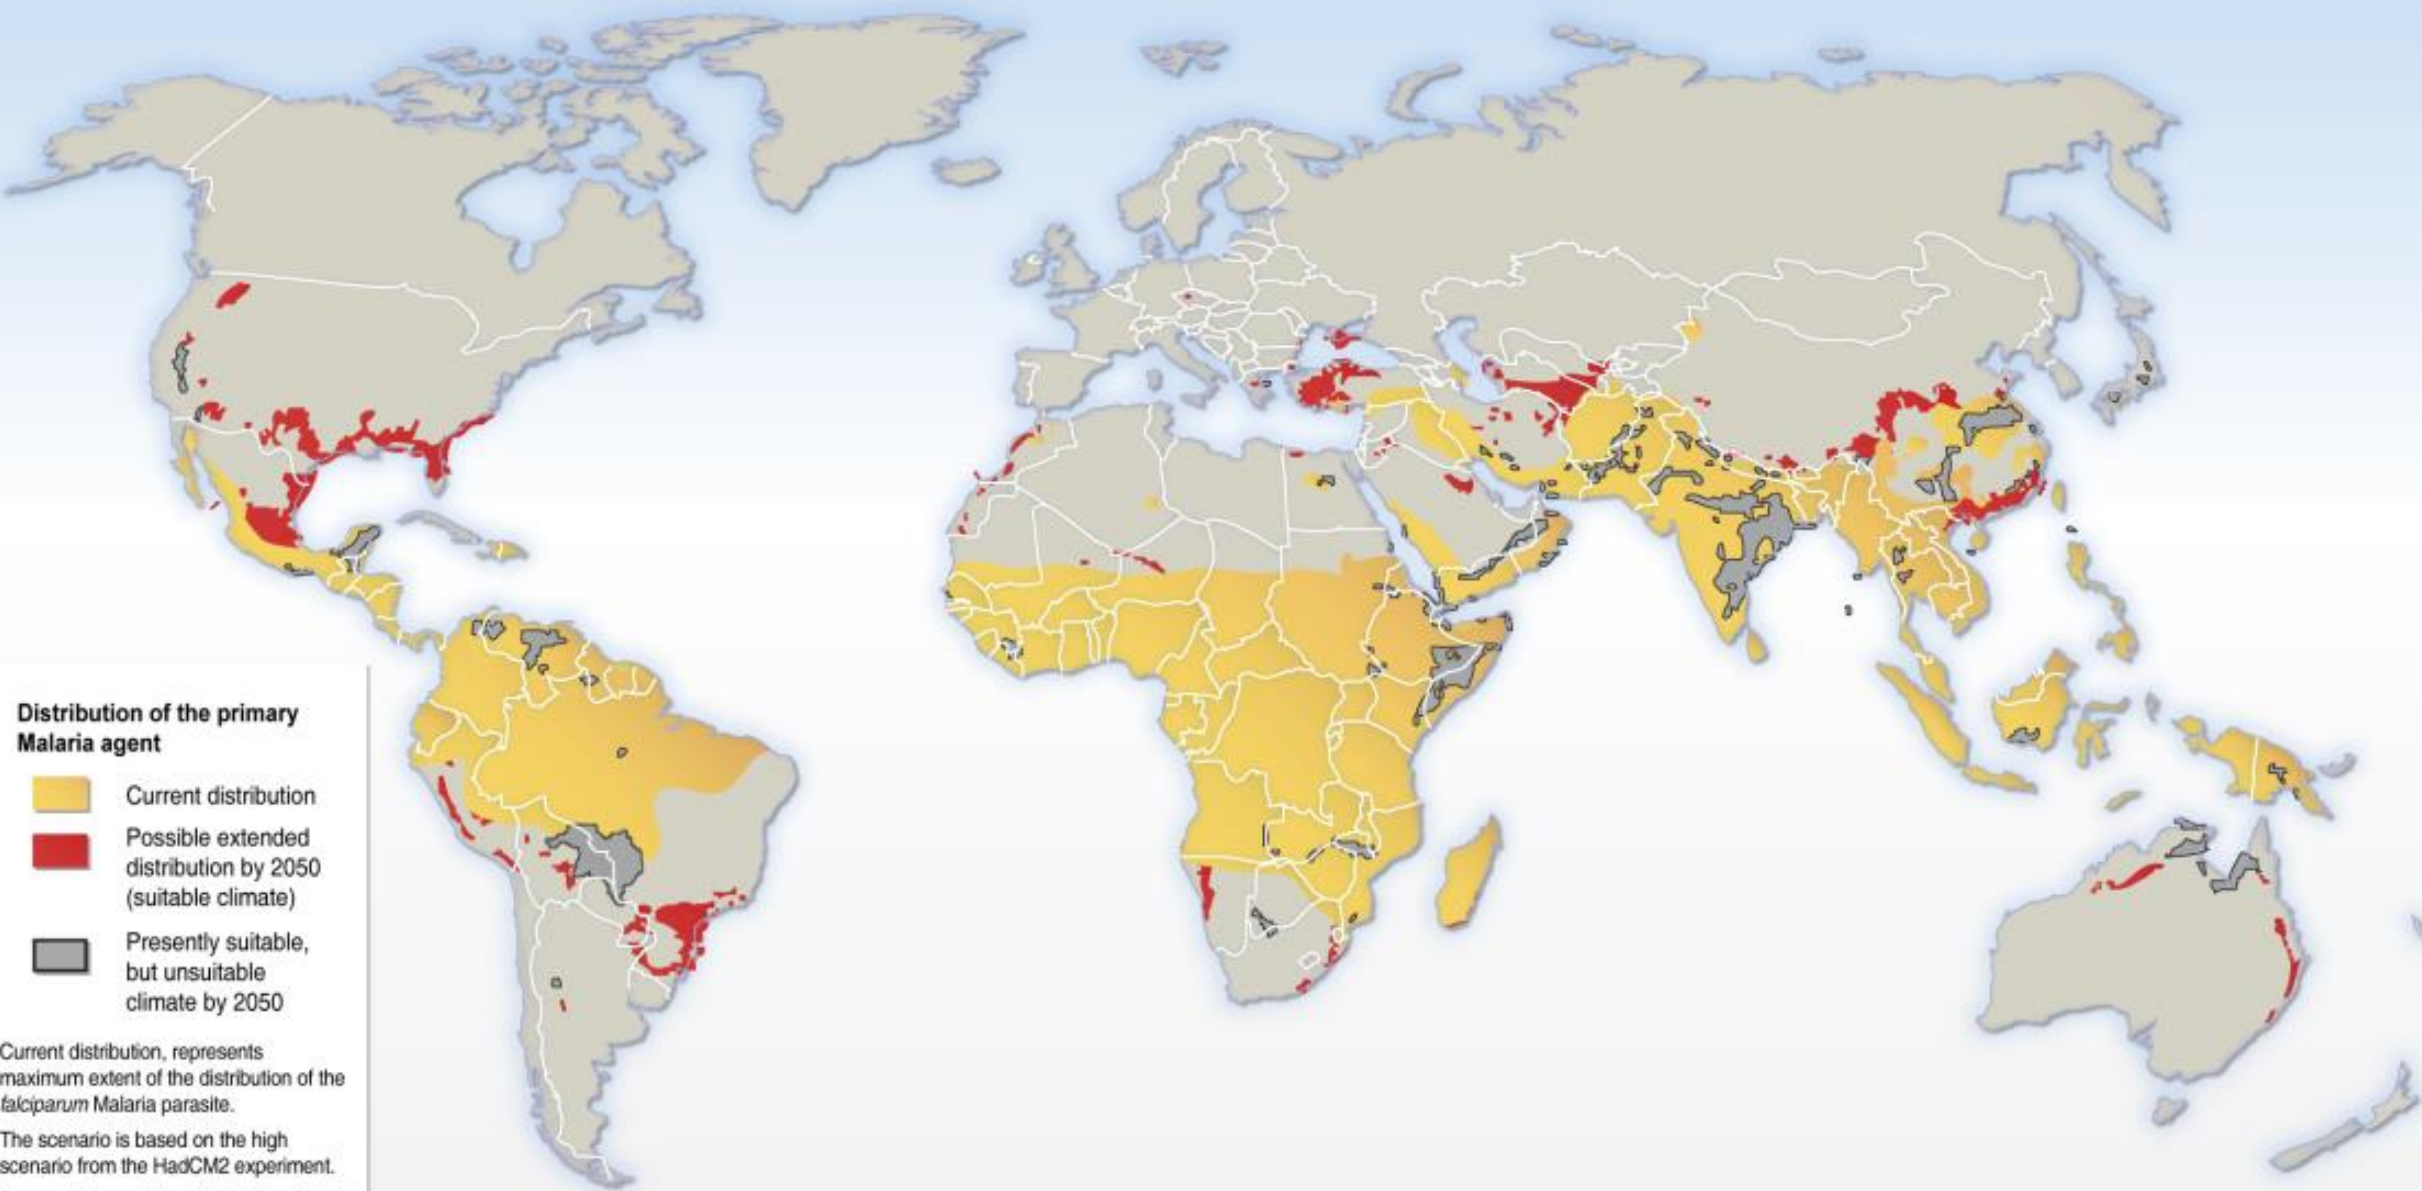 Distribution of the primary
Malaria agent
Current distribution
Possible extended
distribution by 2050
(suitable climate)
Presently suitable,
but unsuitable
climate by 2050
Current distribution, represents
maximum extent of the distribution of the
falciparum Malaria parasite.
The scenario is based on the high
scenario from the HadCM2 experiment.